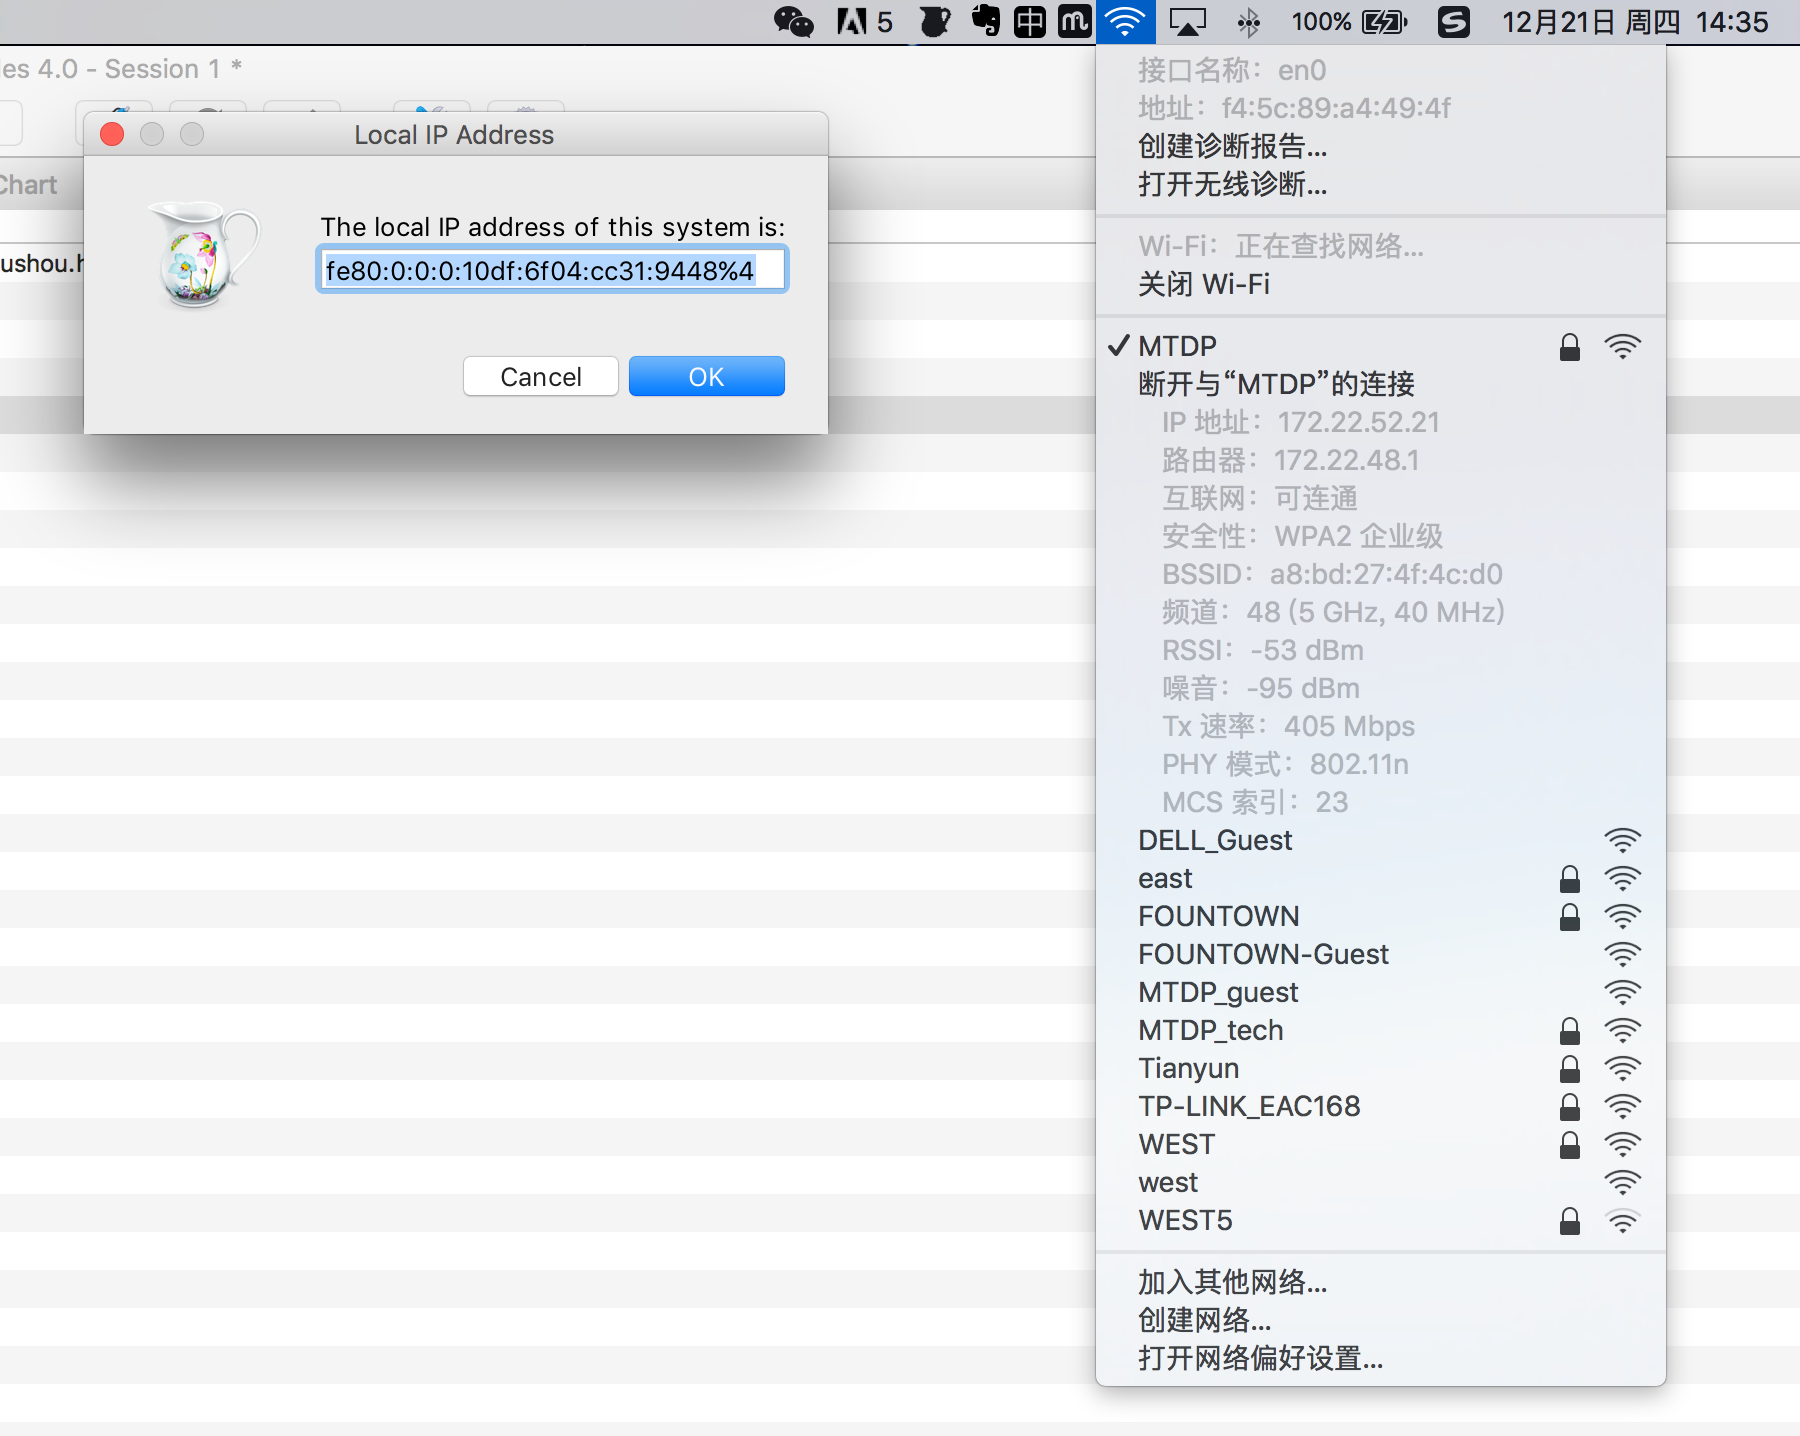 5
中
m
100%
S
12月21日 周四 14:35
les 4.0 - Session 1 *
Chart
ushou.h
Local IP Address
The local IP address of this system is:
fe80:0:0:0:10df:6f04:cc31:9448%4
Cancel
OK
接口名称：en0
地址：f4:5c:89:a4:49:4f
创建诊断报告...
打开无线诊断...
Wi-Fi：正在查找网络...
关闭 Wi-Fi
✓ MTDP
断开与“MTDP”的连接
IP 地址：172.22.52.21
路由器：172.22.48.1
互联网：可连通
安全性：WPA2 企业级
BSSID：a8:bd:27:4f:4c:d0
频道：48 (5 GHz, 40 MHz)
RSSI：-53 dBm
噪音：-95 dBm
Tx 速率：405 Mbps
PHY 模式：802.11n
MCS 索引：23
DELL_Guest
east
FOUNTOWN
FOUNTOWN-Guest
MTDP_guest
MTDP_tech
Tianyun
TP-LINK_EAC168
WEST
west
WEST5
加入其他网络...
创建网络...
打开网络偏好设置...